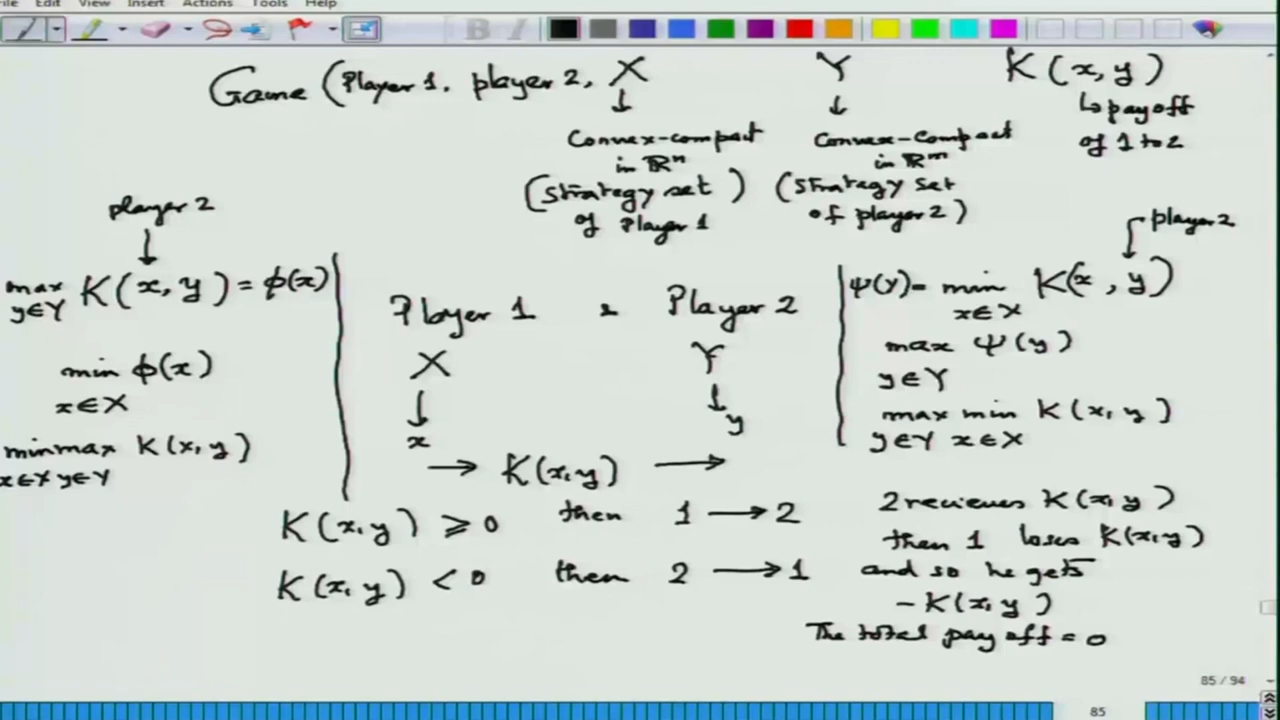 File Edit View Insert Actions Tools Help
Game (Player 1, player 2, X Y K(x, y)
↓ ↓ ↳ payoff of 1 to 2
Convex-compact in ℝⁿ (strategy set of Player 1)
Convex-compact in ℝᵐ (strategy set of player 2)
player 2
↓
max K(x, y) = φ(x)
y∈Y
min φ(x)
x∈X
minmax K(x, y)
x∈X y∈Y
Player 1 & Player 2
X Y
↓ ↓
x y
→ K(x, y) →
K(x, y) ⩾ 0 then 1 → 2
K(x, y) < 0 then 2 → 1
player 2
ψ(y) = min K(x, y)
x∈X
max ψ(y)
y∈Y
max min K(x, y)
y∈Y x∈X
2 recieves K(x, y)
then 1 loses K(x, y)
and so he gets
- K(x, y)
The total pay off = 0
85 / 94
85